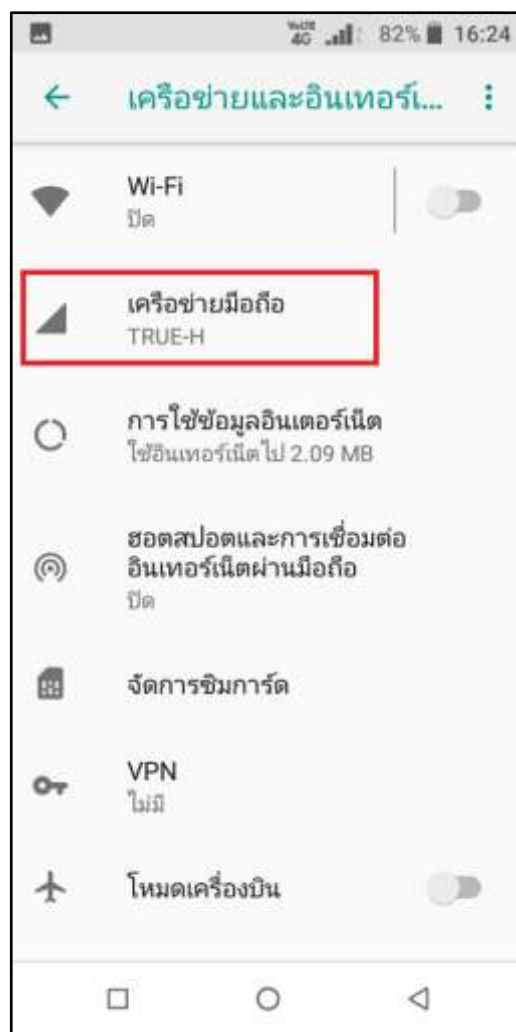 VoLTE 4G 82% 16:24
เครือข่ายและอินเทอร์เ...
Wi-Fi
ปิด
เครือข่ายมือถือ
TRUE-H
การใช้ข้อมูลอินเตอร์เน็ต
ใช้อินเทอร์เน็ตไป 2.09 MB
ฮอตสปอตและการเชื่อมต่อ
อินเทอร์เน็ตผ่านมือถือ
ปิด
จัดการซิมการ์ด
VPN
ไม่มี
โหมดเครื่องบิน